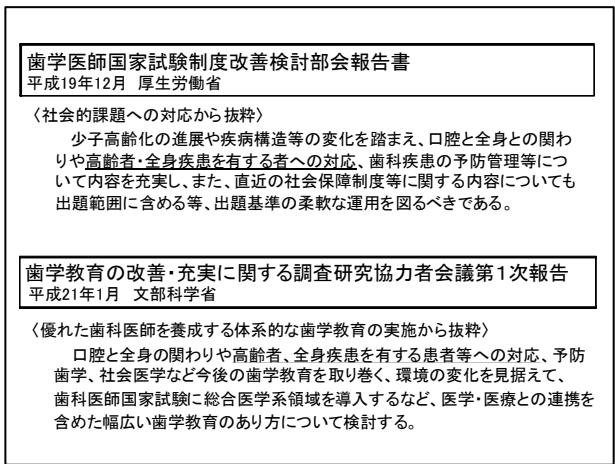 歯学医師国家試験制度改善検討部会報告書
平成19年12月 厚生労働省
〈社会的課題への対応から抜粋〉
少子高齢化の進展や疾病構造等の変化を踏まえ、口腔と全身との関わ
りや高齢者・全身疾患を有する者への対応、歯科疾患の予防管理等につ
いて内容を充実し、また、直近の社会保障制度等に関する内容についても
出題範囲に含める等、出題基準の柔軟な運用を図るべきである。
歯学教育の改善・充実に関する調査研究協力者会議第1次報告
平成21年1月 文部科学省
〈優れた歯科医師を養成する体系的な歯学教育の実施から抜粋〉
口腔と全身の関わりや高齢者、全身疾患を有する患者等への対応、予防
歯学、社会医学など今後の歯学教育を取り巻く、環境の変化を見据えて、
歯科医師国家試験に総合医学系領域を導入するなど、医学・医療との連携を
含めた幅広い歯学教育のあり方について検討する。